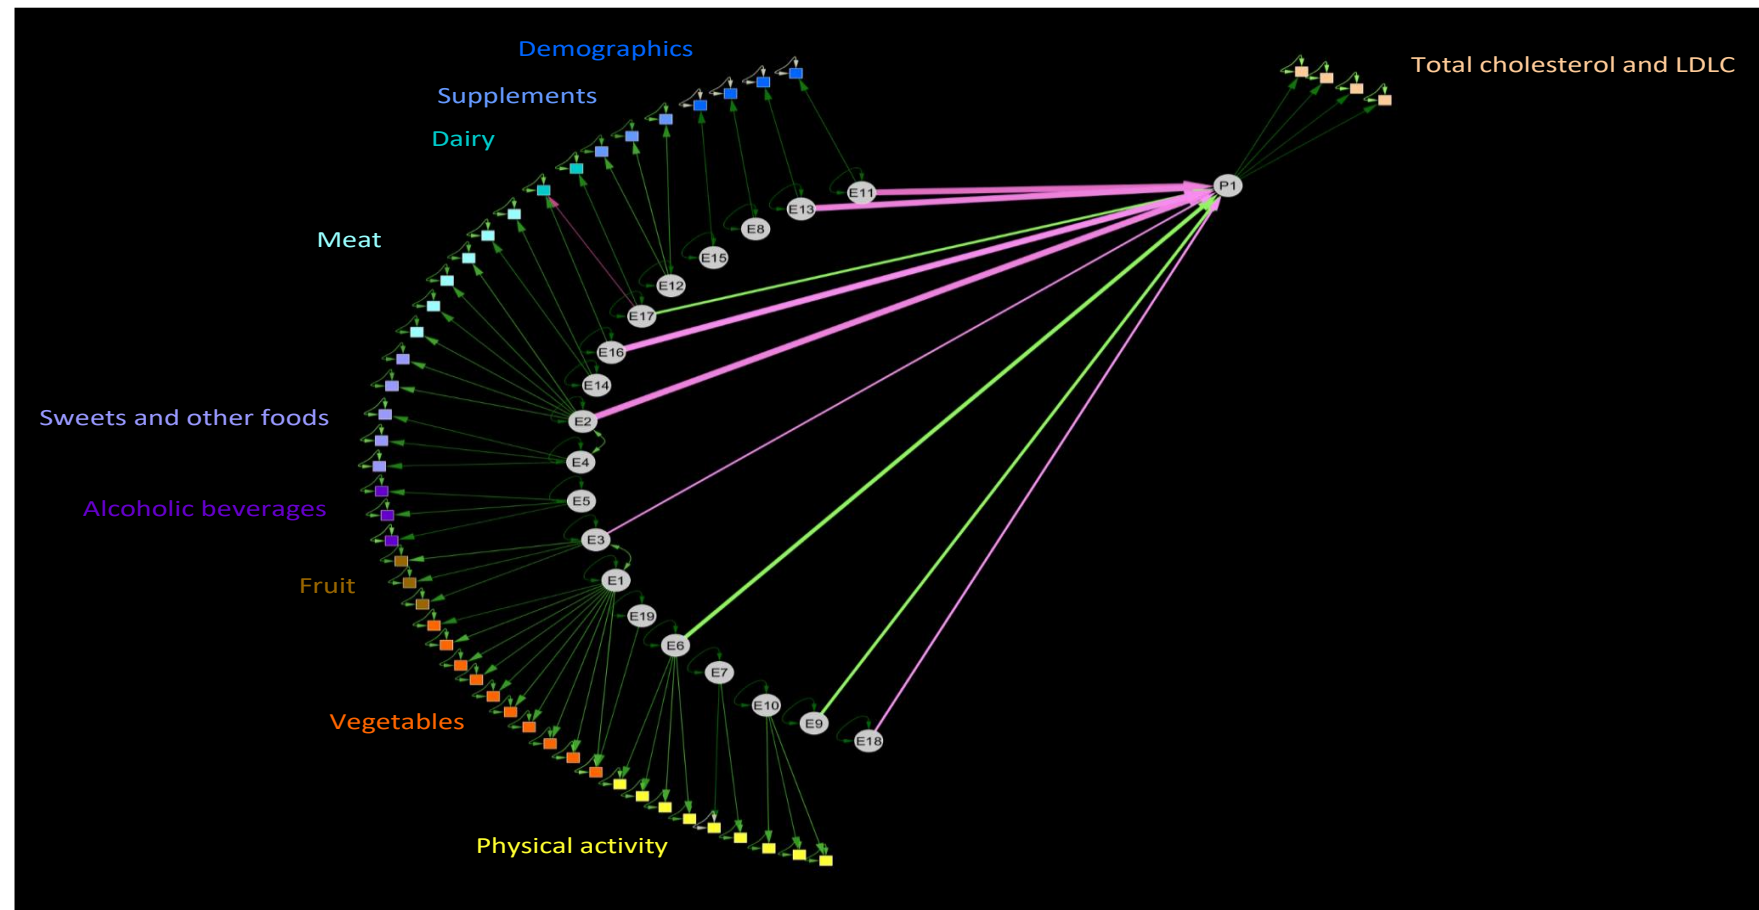 Demographics
Total cholesterol and LDLC
Supplements
Dairy
P1
E11
E13
E8
Meat
E15
E12
E17
E16
E14
Sweets and other foods
E2
E4
Alcoholic beverages
E5
E3
Fruit
E1
E19
E6
E7
E10
Vegetables
E9
E18
Physical activity